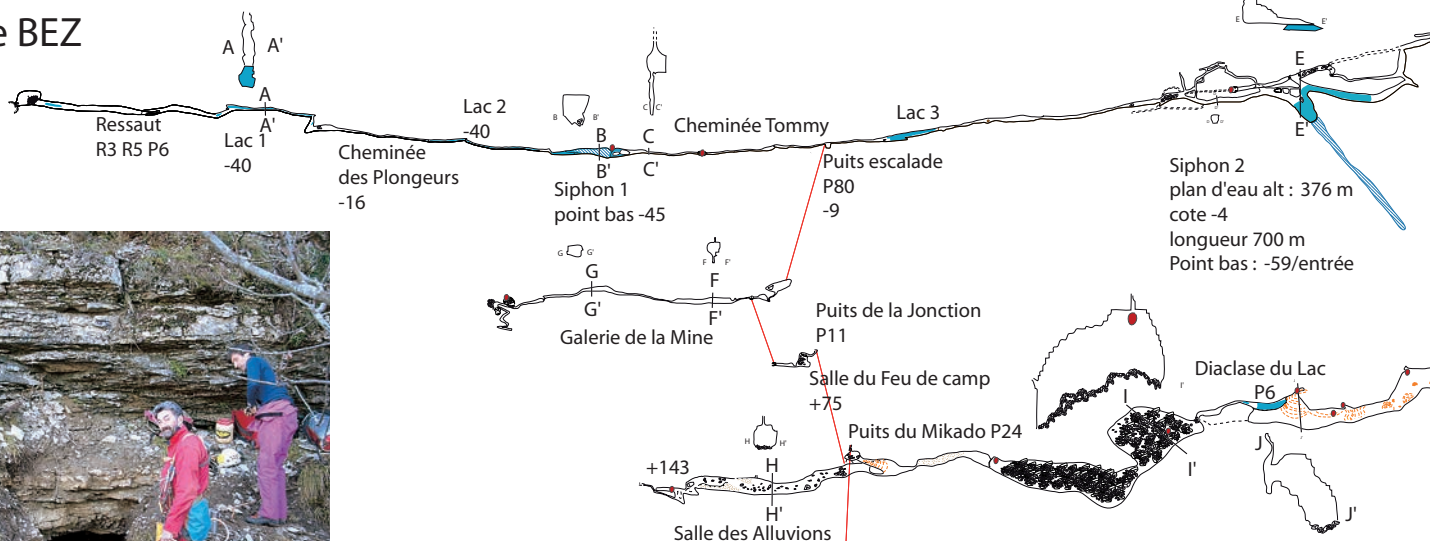 BEZ
A A'
E E'
A
A'
B B'
C C'
E
E'
Ressaut
R3 R5 P6
Lac 1
-40
Cheminée
des Plongeurs
-16
Lac 2
-40
B
B'
C
C'
Siphon 1
point bas -45
Cheminée Tommy
Lac 3
Puits escalade
P80
-9
Siphon 2
plan d'eau alt : 376 m
cote -4
longueur 700 m
Point bas : -59/entrée
G G'
F F'
G
G'
F
F'
Galerie de la Mine
Puits de la Jonction
P11
Salle du Feu de camp
+75
Puits du Mikado P24
H H'
H
H'
+143
Salle des Alluvions
I'
I
I'
Diaclase du Lac
P6
J
J'